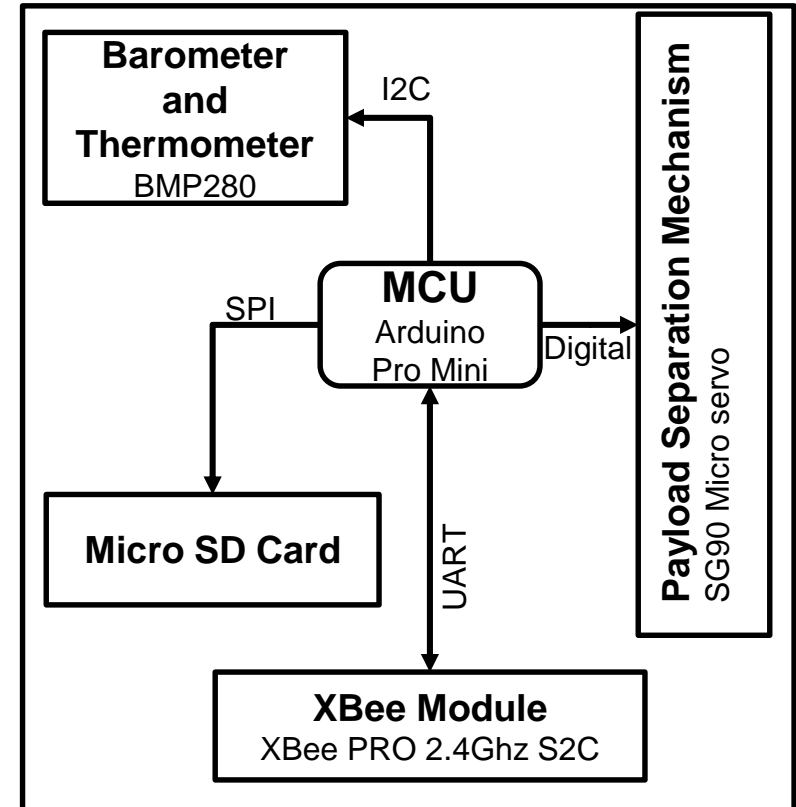 Barometer
and
Thermometer
BMP280
I2C
Payload Separation Mechanism
SG90 Micro servo
MCU
Arduino
Pro Mini
SPI
Digital
Micro SD Card
UART
XBee Module
XBee PRO 2.4Ghz S2C